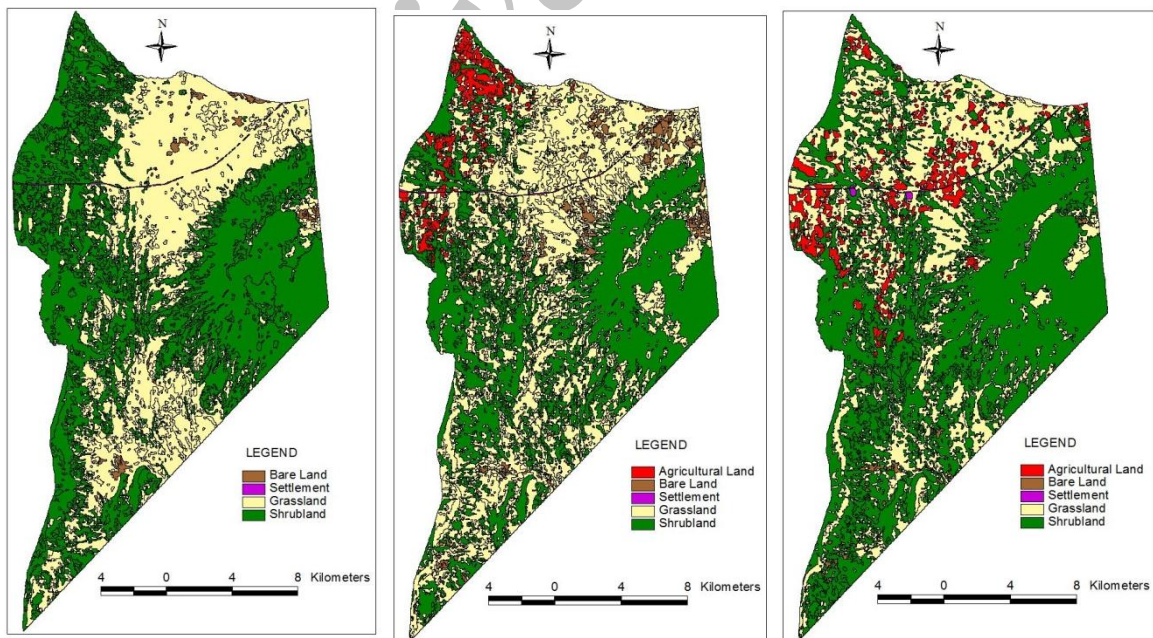 N
LEGEND
Bare Land
Settlement
Grassland
Shrubland
4 0 4 8 Kilometers
N
LEGEND
Agricultural Land
Bare Land
Settlement
Grassland
Shrubland
4 0 4 8 Kilometers
N
LEGEND
Agricultural Land
Bare Land
Settlement
Grassland
Shrubland
4 0 4 8 Kilometers